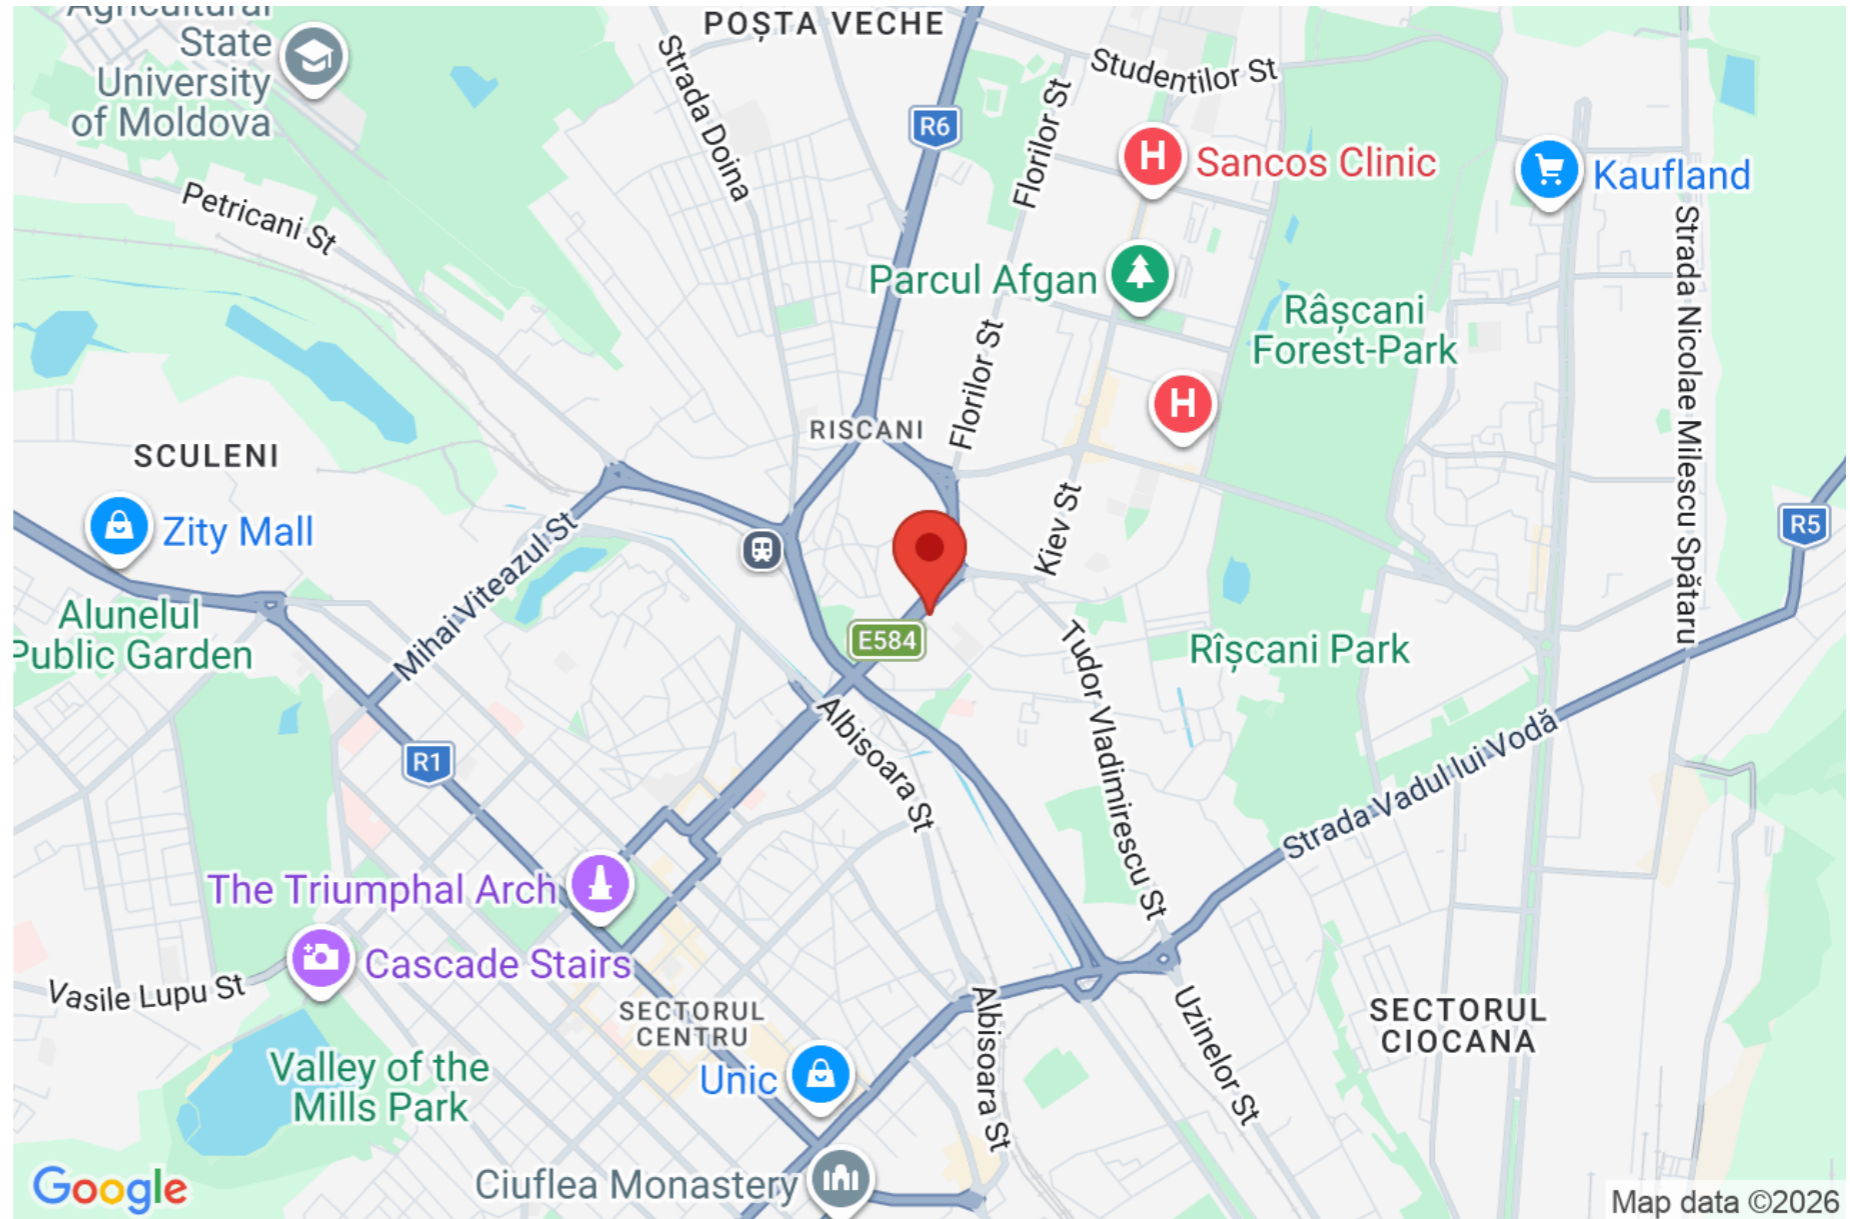 Agricultural
State
University
of Moldova
POȘTA VECHE
Strada Doina
R6
Florilor St
Studentilor St
Sancos Clinic
Kaufland
Petricani St
Parcul Afgan
Râșcani
Forest-Park
Strada Nicolae Milescu Spătaru
Florilor St
RISCANI
SCULENI
Zity Mall
Mihai Viteazul St
Kiev St
R5
Alunelul
Public Garden
E584
Tudor Vladimirescu St
Rîșcani Park
Albisoara St
R1
Strada Vadul lui Vodă
The Triumphal Arch
Cascade Stairs
Vasile Lupu St
SECTORUL
CENTRU
Albisoara St
Uzinelor St
SECTORUL
CIOCANA
Valley of the
Mills Park
Unic
Ciuflea Monastery
Google
Map data ©2026